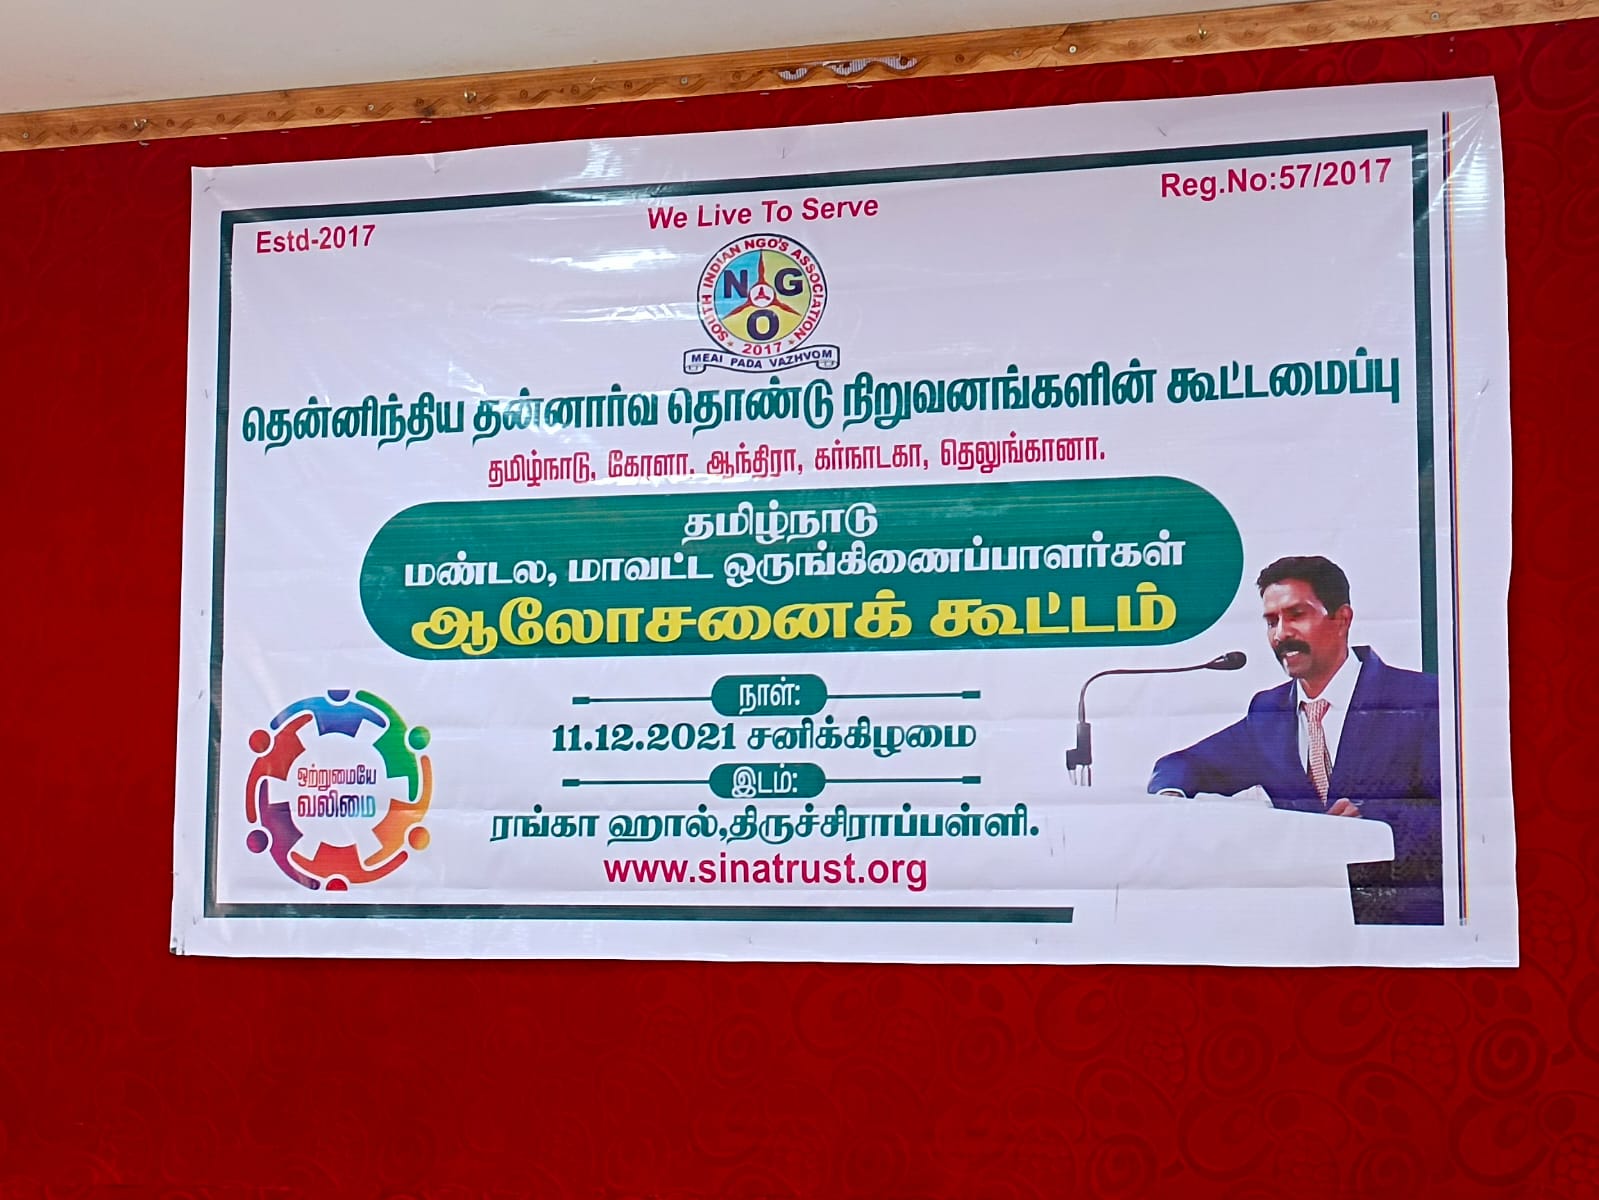 Estd-2017
We Live To Serve
Reg.No:57/2017
SOUTH INDIAN NGO'S ASSOCIATION
N G
O
2017
MEAI PADA VAZHVOM
தென்னிந்திய தன்னார்வ தொண்டு நிறுவனங்களின் கூட்டமைப்பு
தமிழ்நாடு, கேரளா, ஆந்திரா, கர்நாடகா, தெலுங்கானா.
தமிழ்நாடு
மண்டல, மாவட்ட ஒருங்கிணைப்பாளர்கள்
ஆலோசனைக் கூட்டம்
நாள்:
11.12.2021 சனிக்கிழமை
இடம்:
ரங்கா ஹால்,திருச்சிராப்பள்ளி.
www.sinatrust.org
ஒற்றுமையே
வலிமை